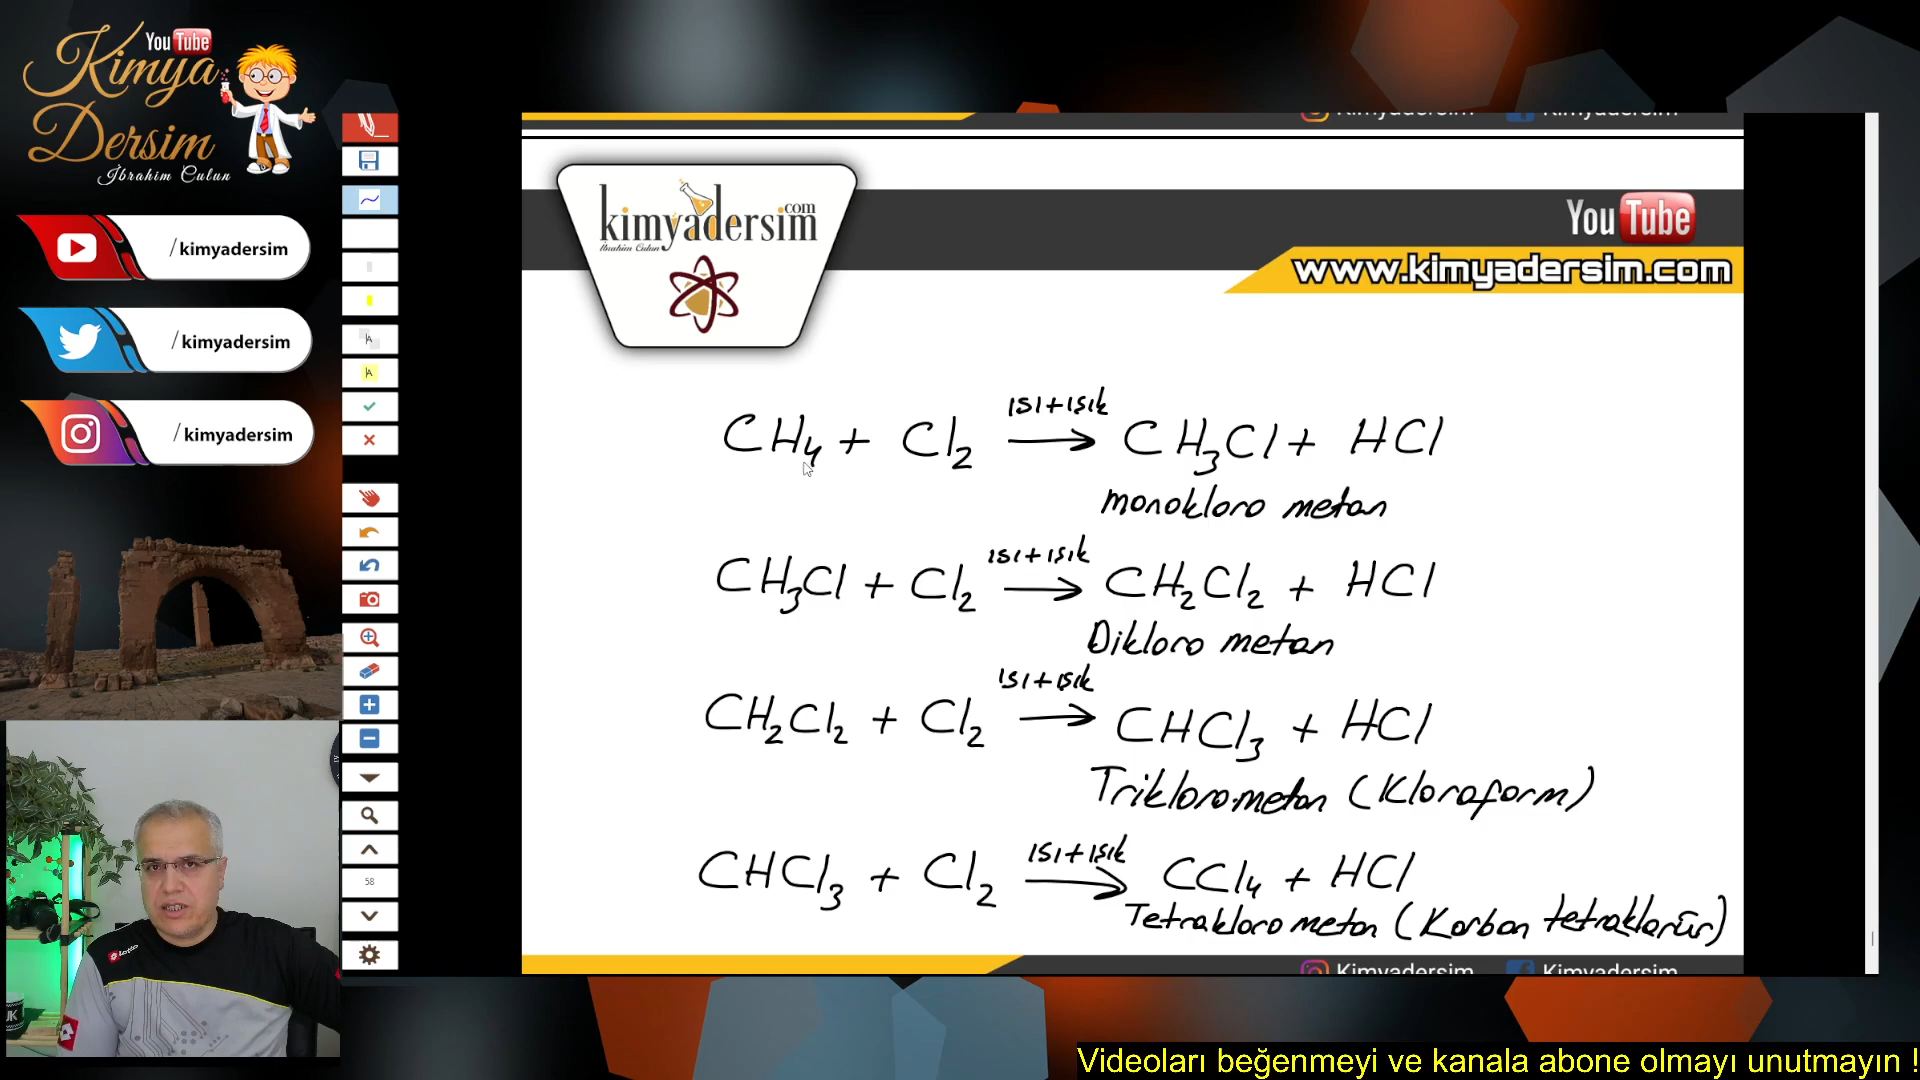 You Tube
Kimya
Dersim
İbrahim Culun
/kimyadersim
/kimyadersim
/kimyadersim
kimyadersim.com
İbrahim Culun
You Tube
www.kimyadersim.com
CH₄ + Cl₂ ısı+ışık → CH₃Cl + HCl
monokloro metan
CH₃Cl + Cl₂ ısı+ışık → CH₂Cl₂ + HCl
Dikloro metan
CH₂Cl₂ + Cl₂ ısı+ışık → CHCl₃ + HCl
Triklorometan (Kloroform)
CHCl₃ + Cl₂ ısı+ışık → CCl₄ + HCl
Tetrakloro metan (Karbon tetraklorür)
Kimyadersim Kimyadersim
58
lotto
Videoları beğenmeyi ve kanala abone olmayı unutmayın !